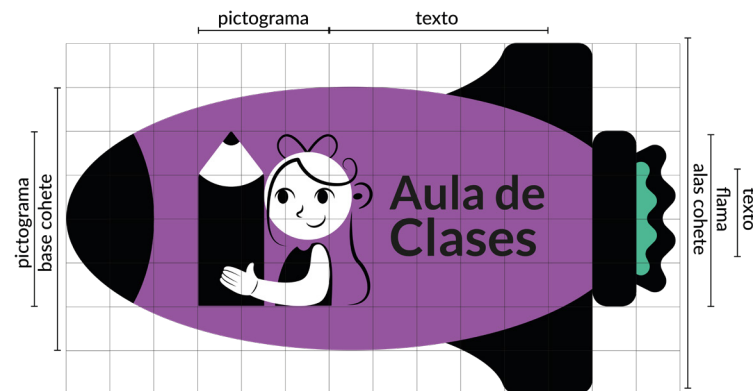 pictograma
texto
pictograma
base cohete
Aula de
Clases
alas cohete
flama
texto